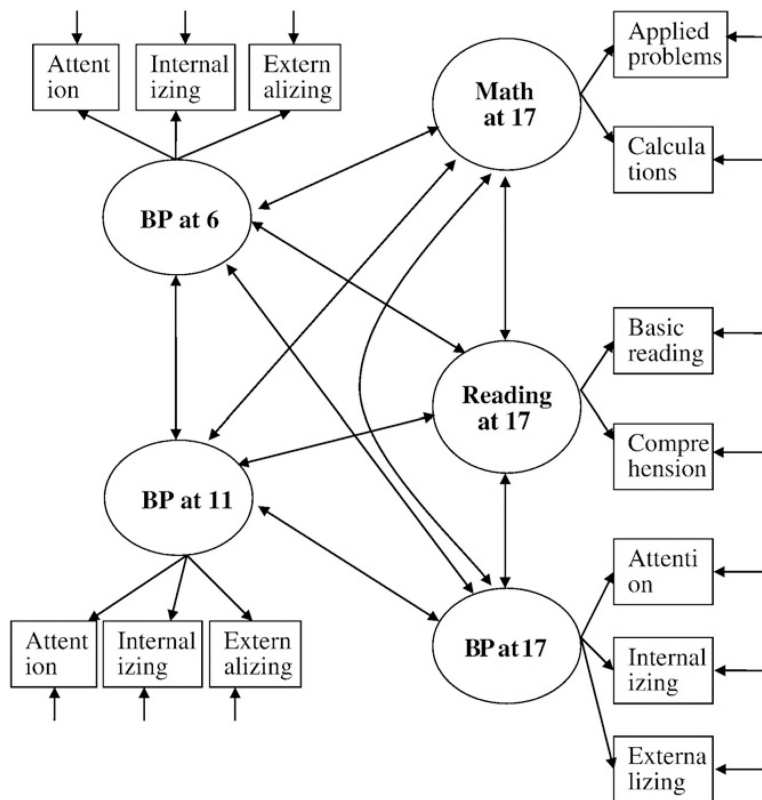 Attent
ion
Internal
izing
Extern
alizing
Math
at 17
Applied
problems
Calcula
tions
BP at 6
Basic
reading
Reading
at 17
Compre
hension
BP at 11
Attenti
on
Attent
ion
Internal
izing
Extern
alizing
BP at 17
Internal
izing
Externa
lizing